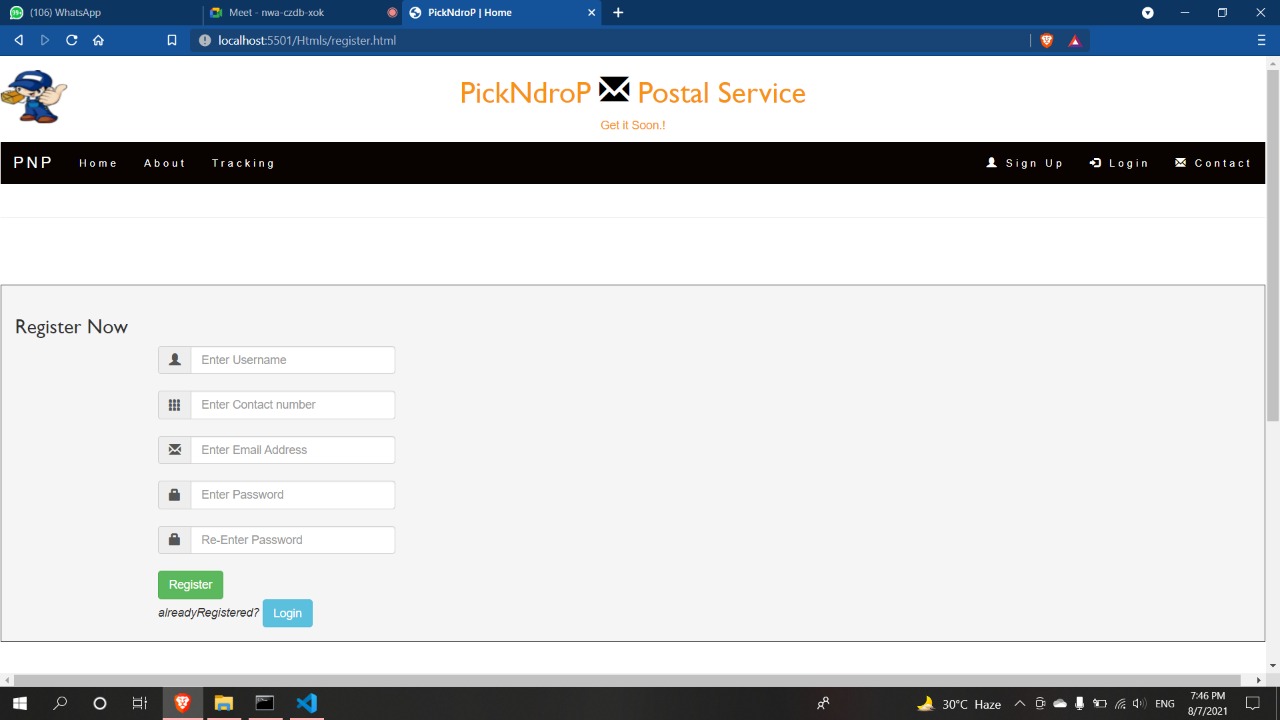 (106) WhatsApp
Meet - nwa-czdb-xok
PickNdroP | Home
localhost:5501/Htmls/register.html
PickNdroP Postal Service
Get it Soon.!
PNP Home About Tracking Sign Up Login Contact
Register Now
Enter Username
Enter Contact number
Enter Email Address
Enter Password
Re-Enter Password
Register
alreadyRegistered? Login
30°C Haze
ENG
7:46 PM
8/7/2021